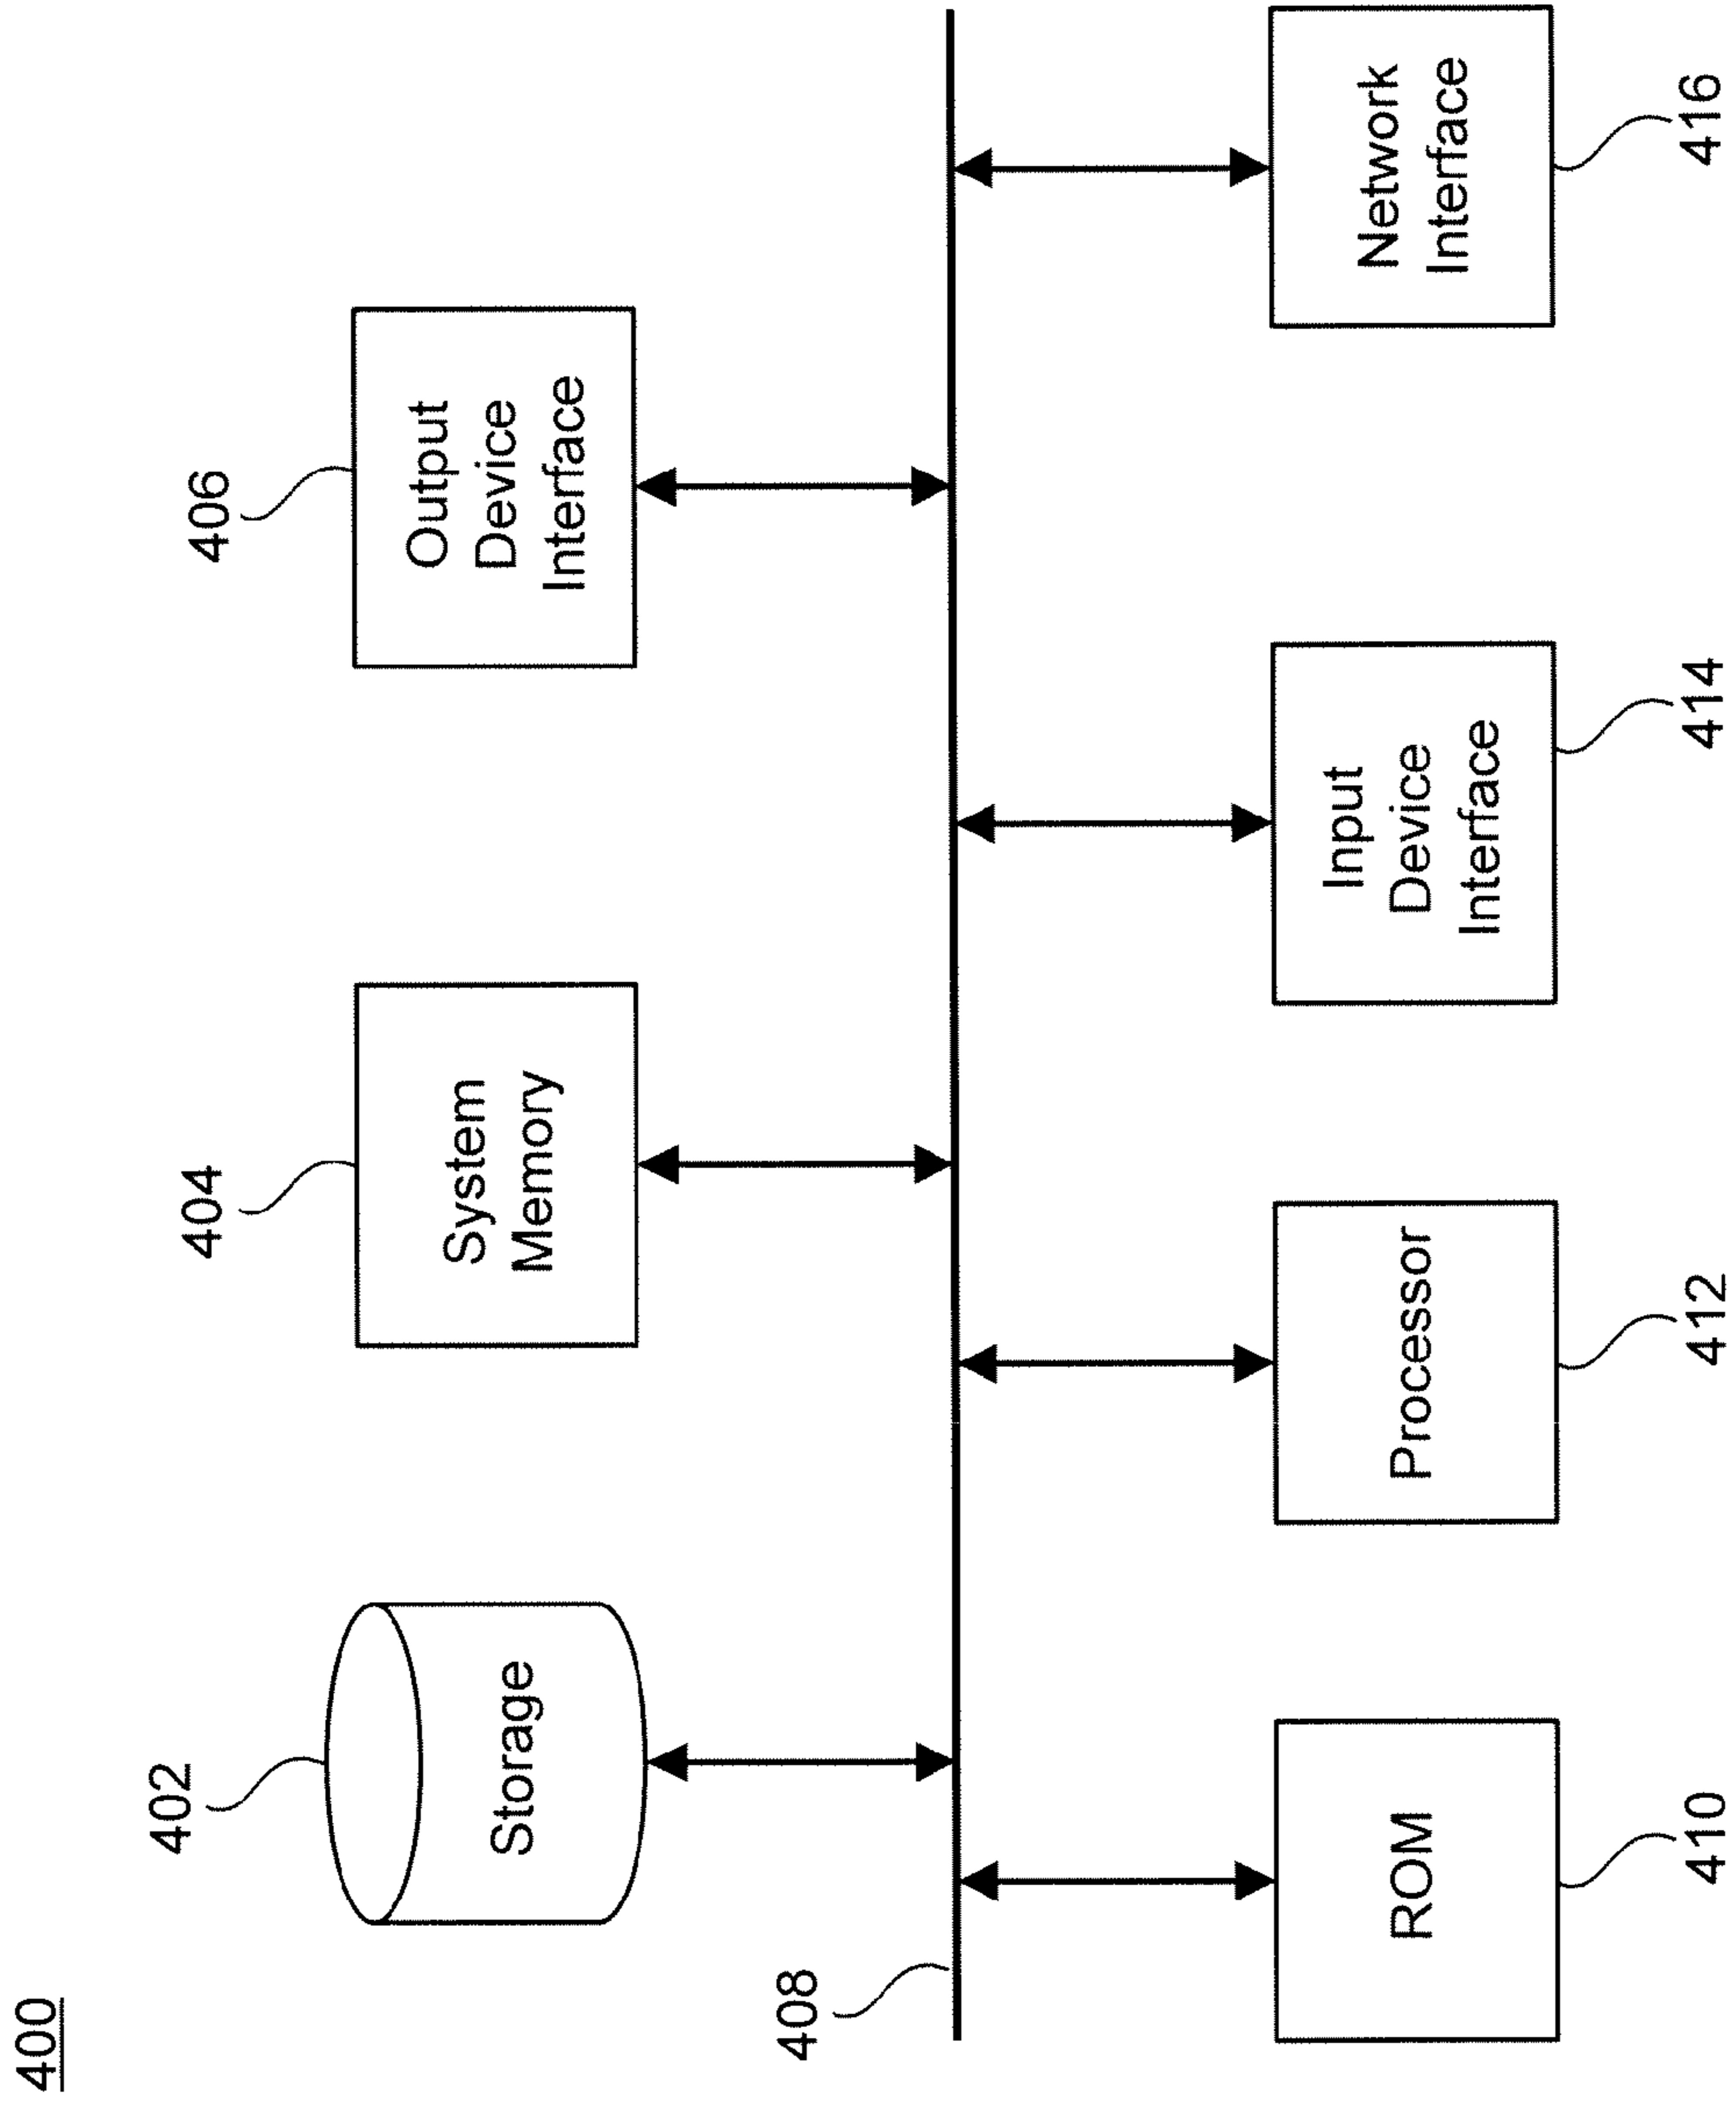 400
402
404
406
Storage
System
Memory
Output
Device
Interface
408
ROM
Processor
Input
Device
Interface
Network
Interface
410
412
414
416